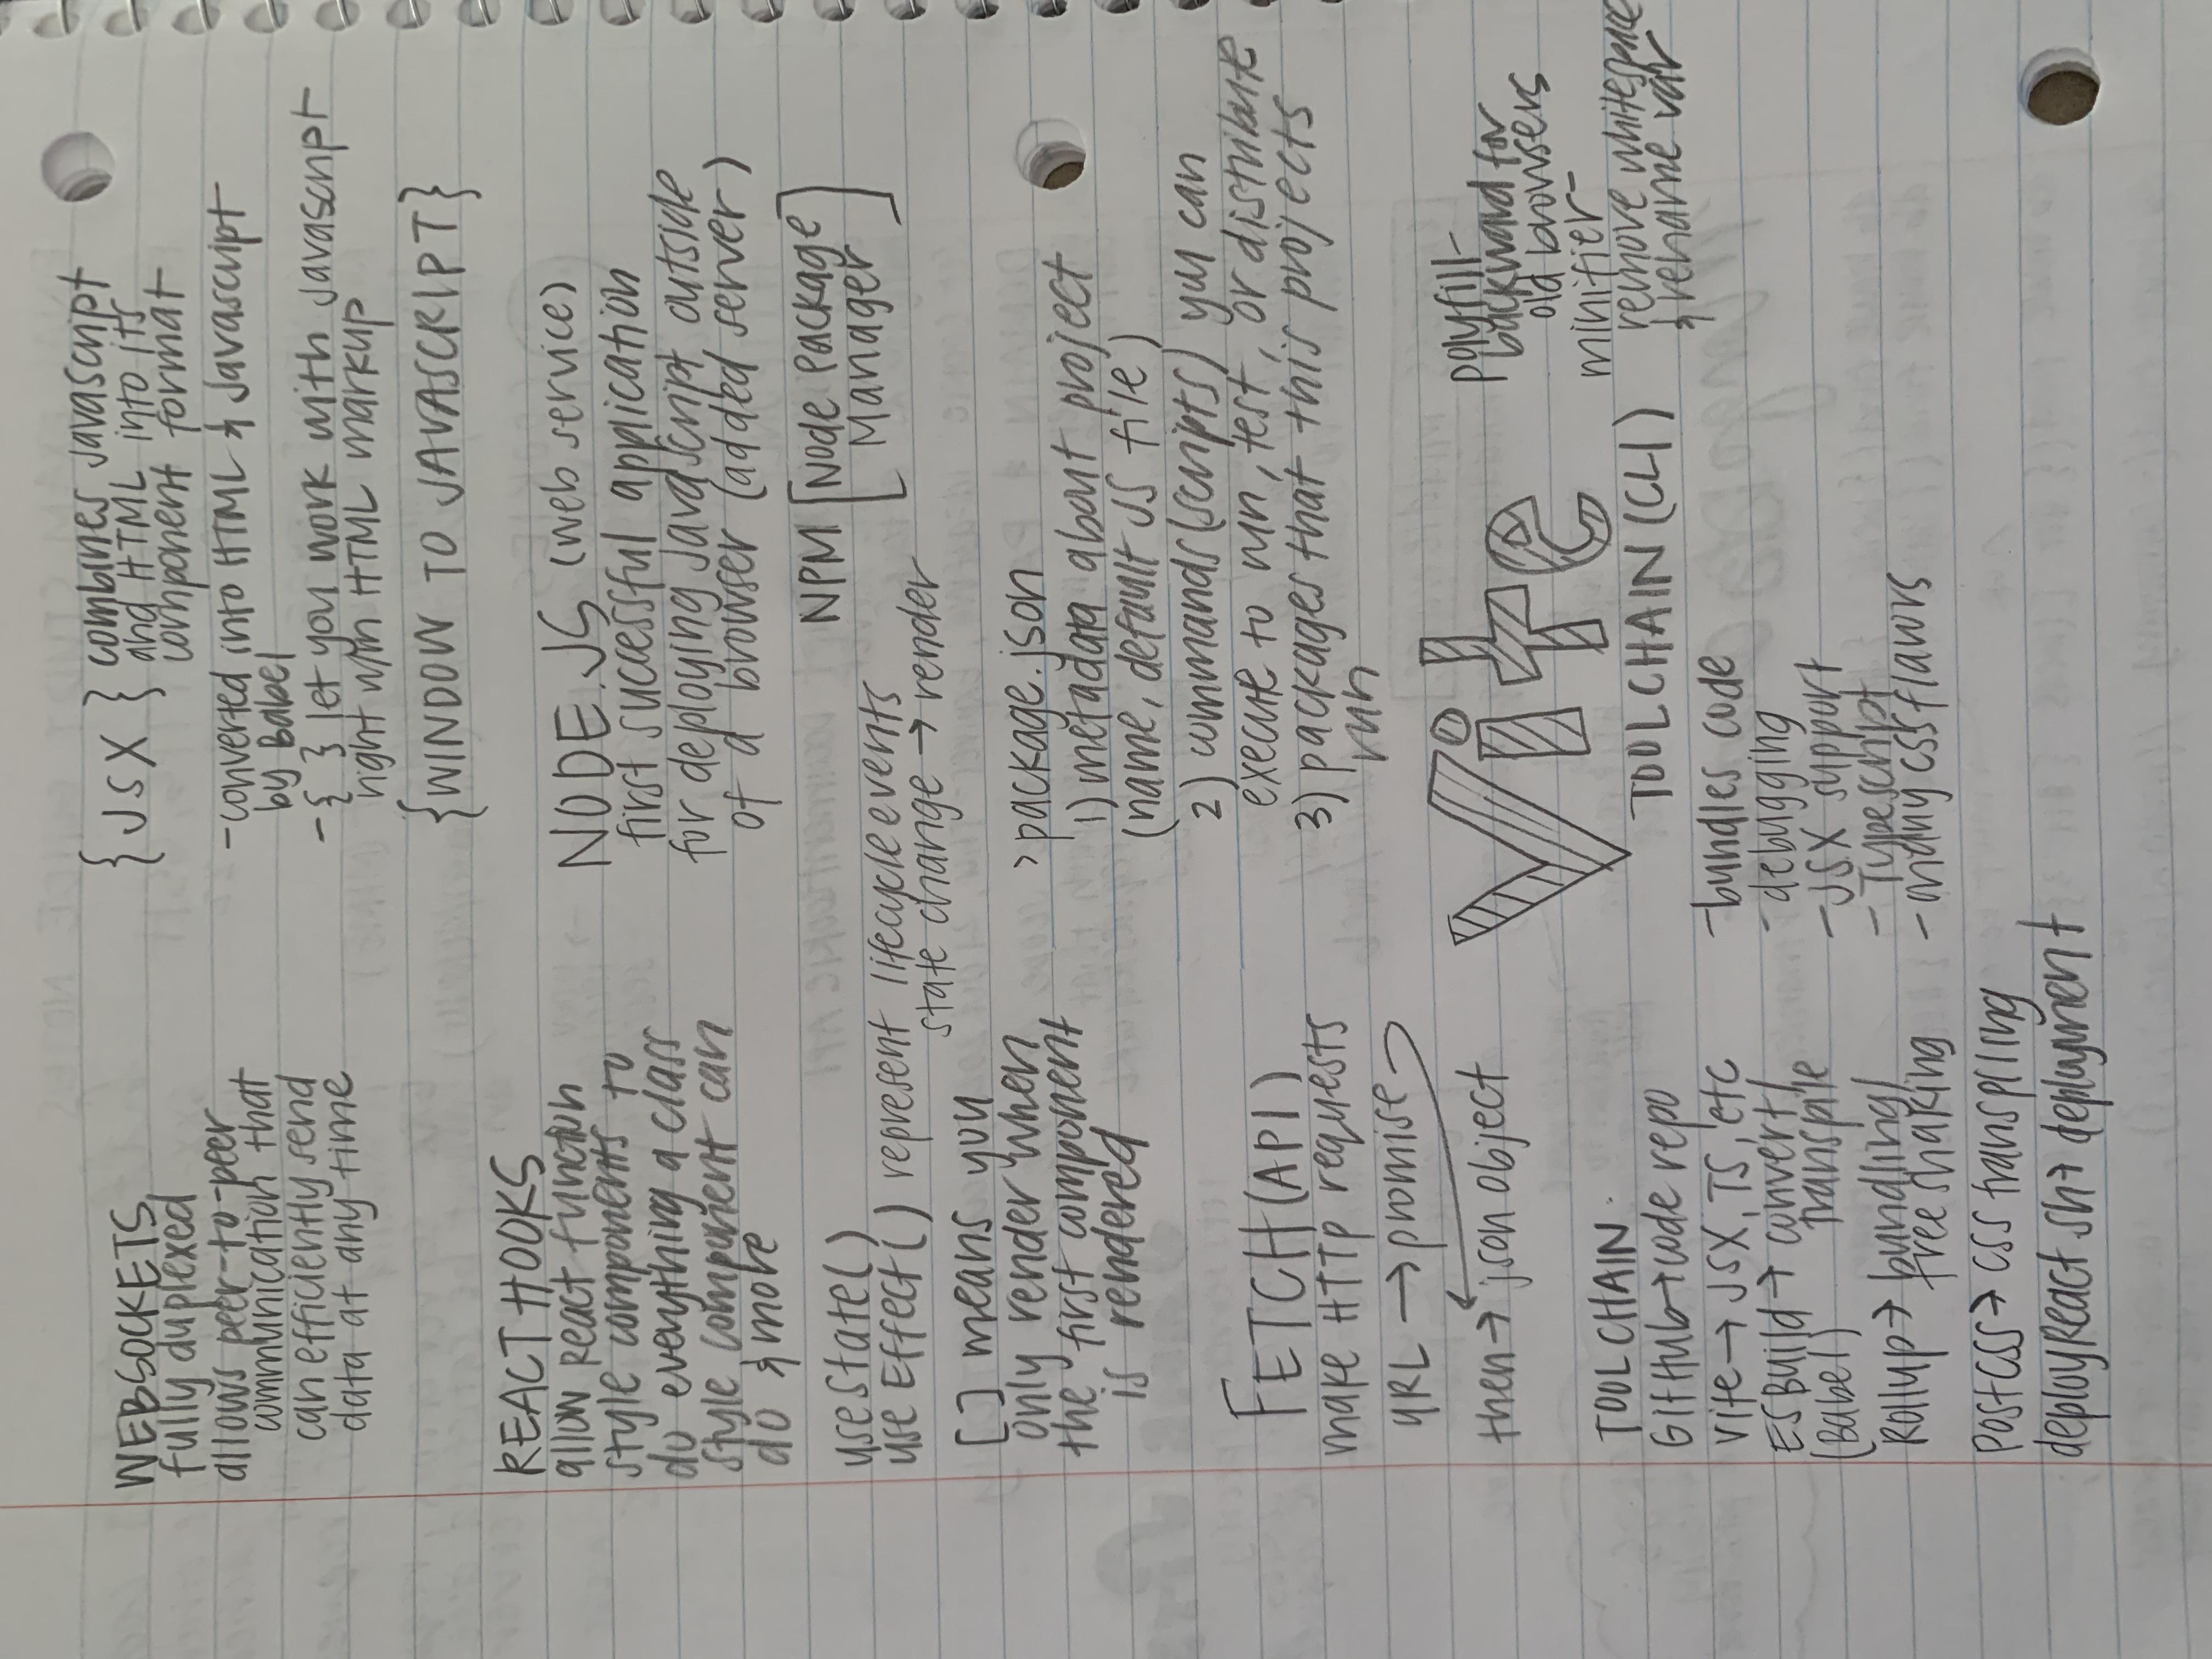 WEBSOCKETS
fully duplexed
allows peer-to-peer
communication that
can efficiently send
data at any time
{JSX} combines Javascript
and HTML into its
component format
-converted into HTML & Javascript
by Babel
-{ } let you work with Javascript
right w/in HTML markup
{WINDOW TO JAVASCRIPT}
REACT HOOKS
allow React function
style components to
do everything a class
style component can
do & more
useState()
useEffect() represent lifecycle events
state change → render
[] means you
only render when
the first component
is rendered
NODE.JS (web service)
first successful application
for deploying Javascript outside
of a browser (added server)
NPM [Node Package
Manager]
>package.json
1) metadata about project
(name, default JS file)
2) commands (scripts) you can
execute to run, test, or distribute
3) packages that this projects
run
FETCH (API)
make HTTP requests
URL → promise
then → json object
TOOL CHAIN
GitHub → code repo
Vite → JSX, TS, etc
ESBuild → convert/
(Babel) transpile
Rollup → bundling/
tree shaking
PostCSS → CSS transpiling
deployReact.sh → deployment
Vite
TOOL CHAIN (CLI)
-bundles code
-debugging
-JSX support
-Typescript
-many css flavors
polyfill-
backward for
old browsers
minifier-
remove whitespace
& rename var